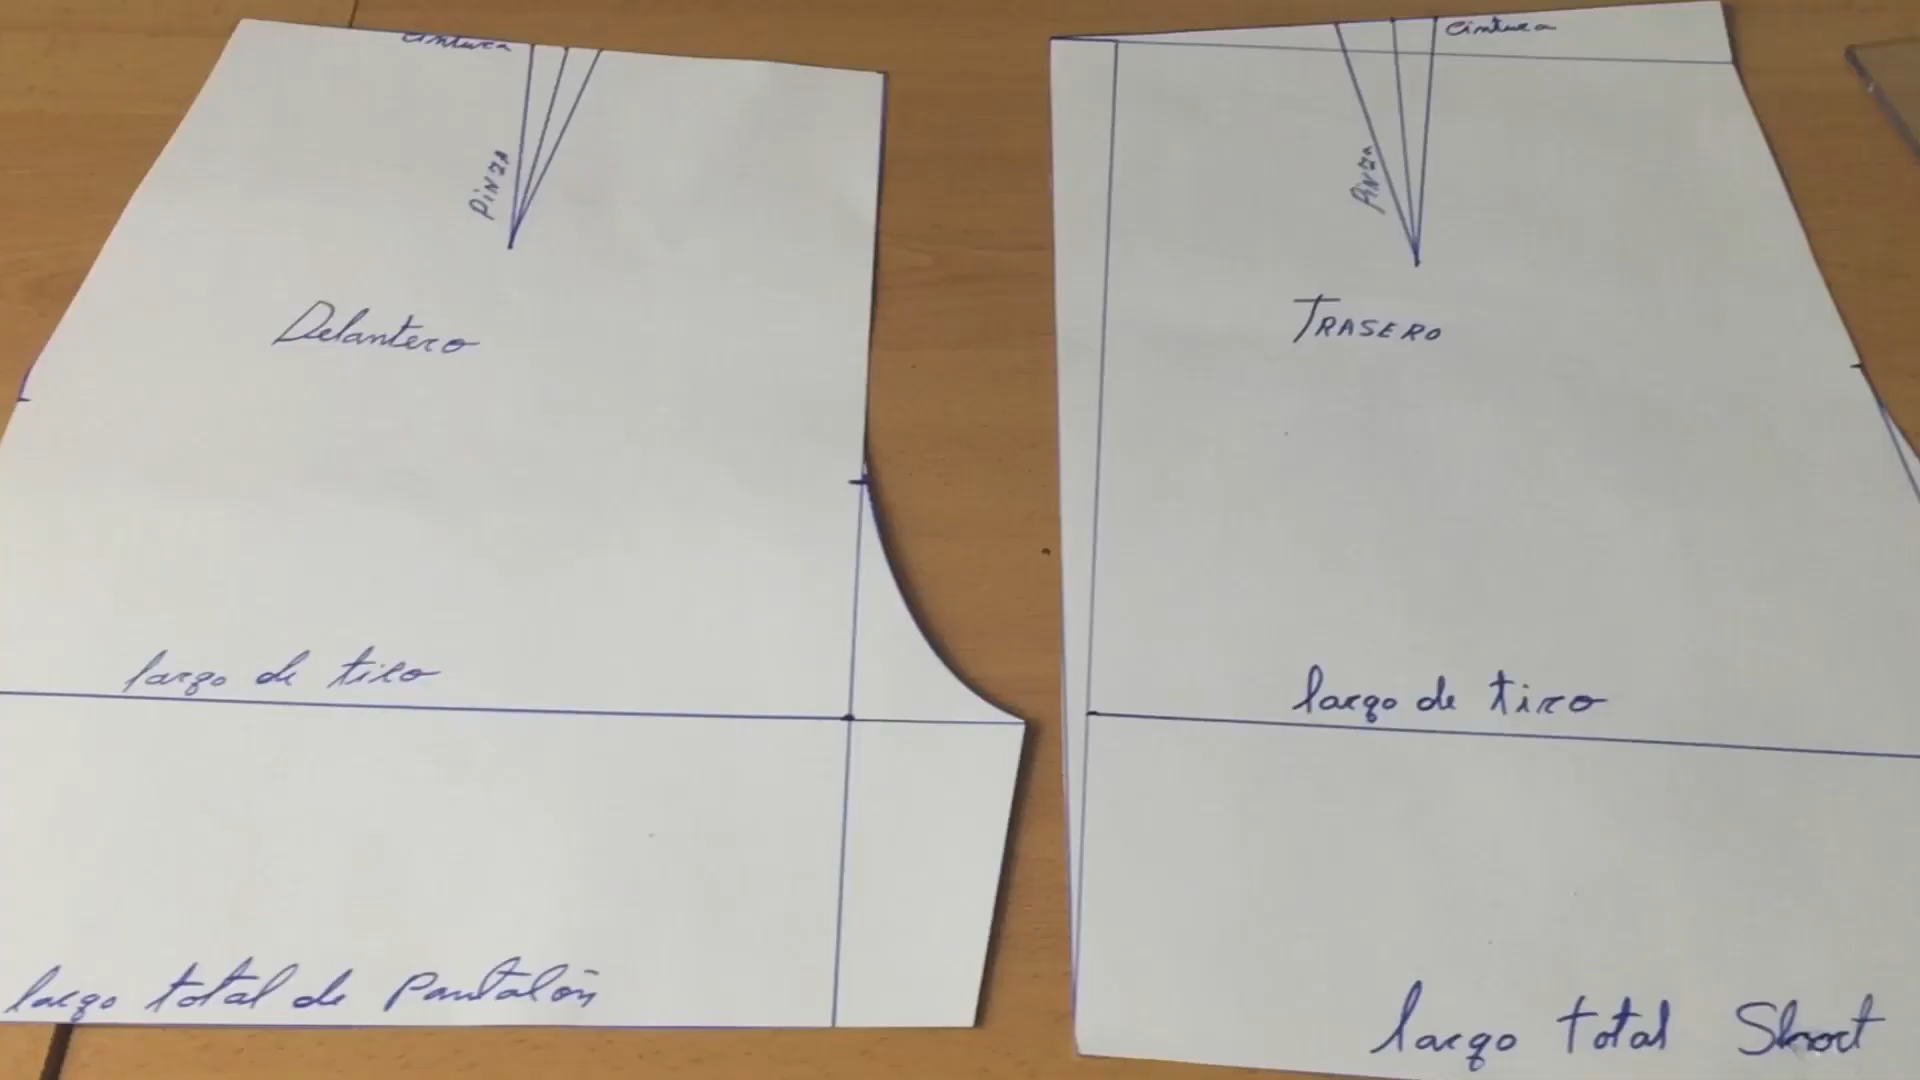 cintura
PINZA
Delantero
largo de tiro
largo total de Pantalón
cintura
PINZA
TRASERO
largo de tiro
largo total Short